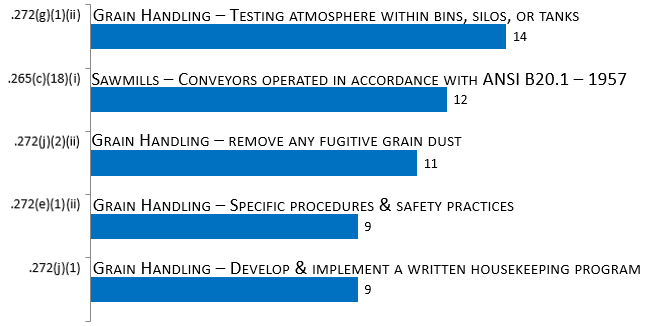 .272(g)(1)(ii) Grain Handling – Testing atmosphere within bins, silos, or tanks
14
.265(c)(18)(i) Sawmills – Conveyors operated in accordance with ANSI B20.1 – 1957
12
.272(j)(2)(ii) Grain Handling – remove any fugitive grain dust
11
.272(e)(1)(ii) Grain Handling – Specific procedures & safety practices
9
.272(j)(1) Grain Handling – Develop & implement a written housekeeping program
9